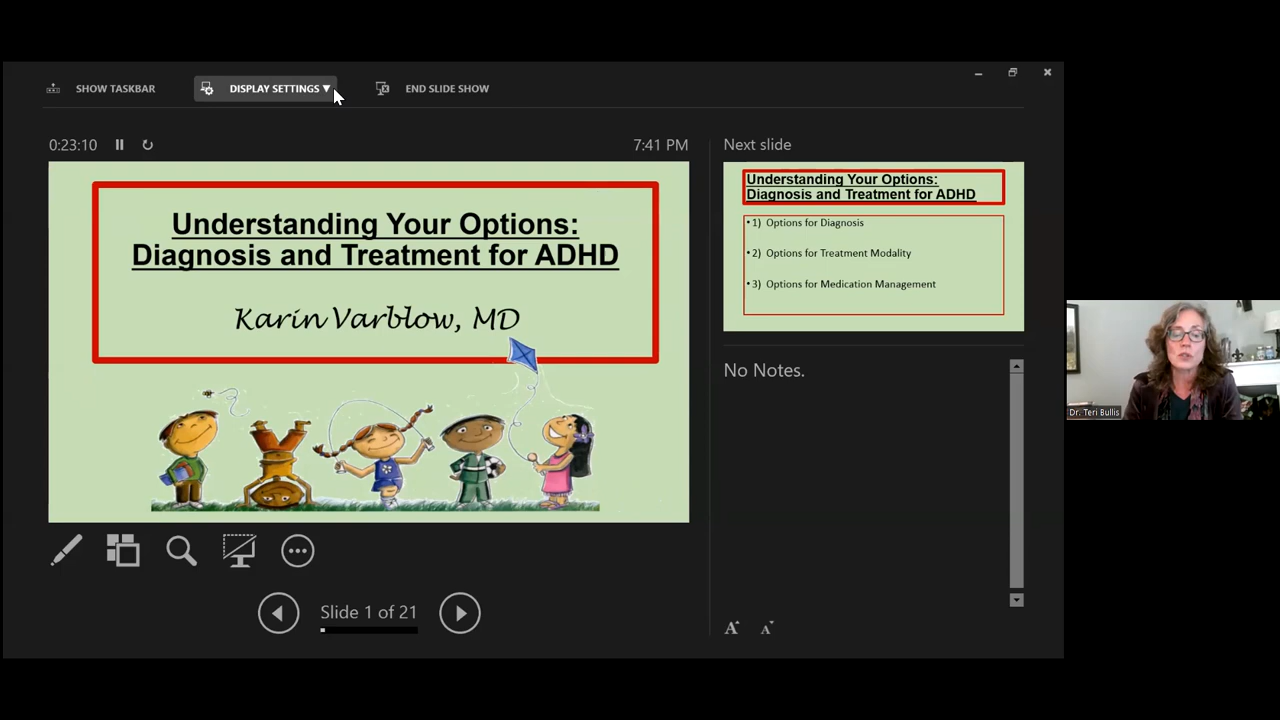 SHOW TASKBAR
DISPLAY SETTINGS ▼
END SLIDE SHOW
0:23:10
7:41 PM
Understanding Your Options:
Diagnosis and Treatment for ADHD
Karin Varblow, MD
Slide 1 of 21
Next slide
Understanding Your Options:
Diagnosis and Treatment for ADHD
•1) Options for Diagnosis
•2) Options for Treatment Modality
•3) Options for Medication Management
No Notes.
A A
Dr. Teri Bullis